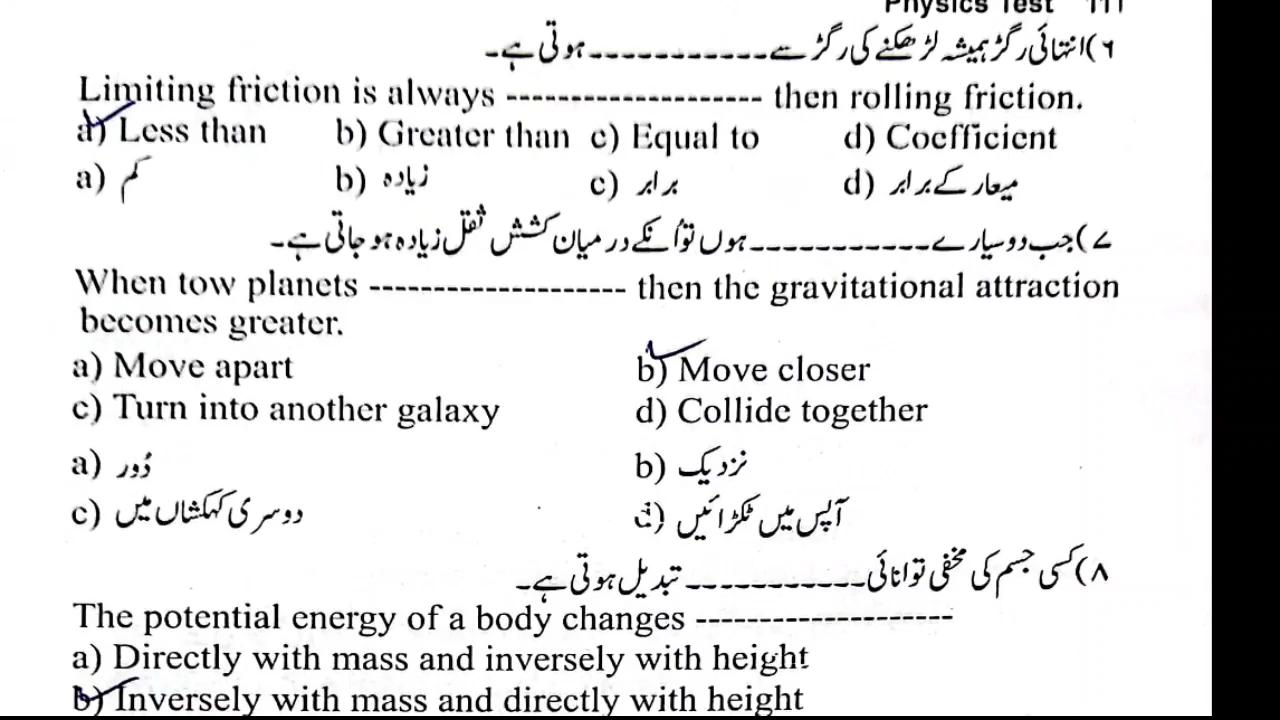 Physics Test 111
۶) انتہائی رگڑ ہمیشہ لڑھکنے کی رگڑ سے ------------ ہوتی ہے۔
Limiting friction is always -------------------- then rolling friction.
a) Less than b) Greater than c) Equal to d) Coefficient
a) کم b) زیادہ c) برابر d) میعار کے برابر
۷) جب دو سیارے ------------ ہوں تو اُنکے درمیان کشش ثقل زیادہ ہو جاتی ہے۔
When tow planets -------------------- then the gravitational attraction
becomes greater.
a) Move apart b) Move closer
c) Turn into another galaxy d) Collide together
a) دُور b) نزدیک
c) دوسری کہکشاں میں d) آپس میں ٹکڑائیں
۸) کسی جسم کی مخفی توانائی ------------ تبدیل ہوتی ہے۔
The potential energy of a body changes --------------------
a) Directly with mass and inversely with height
b) Inversely with mass and directly with height